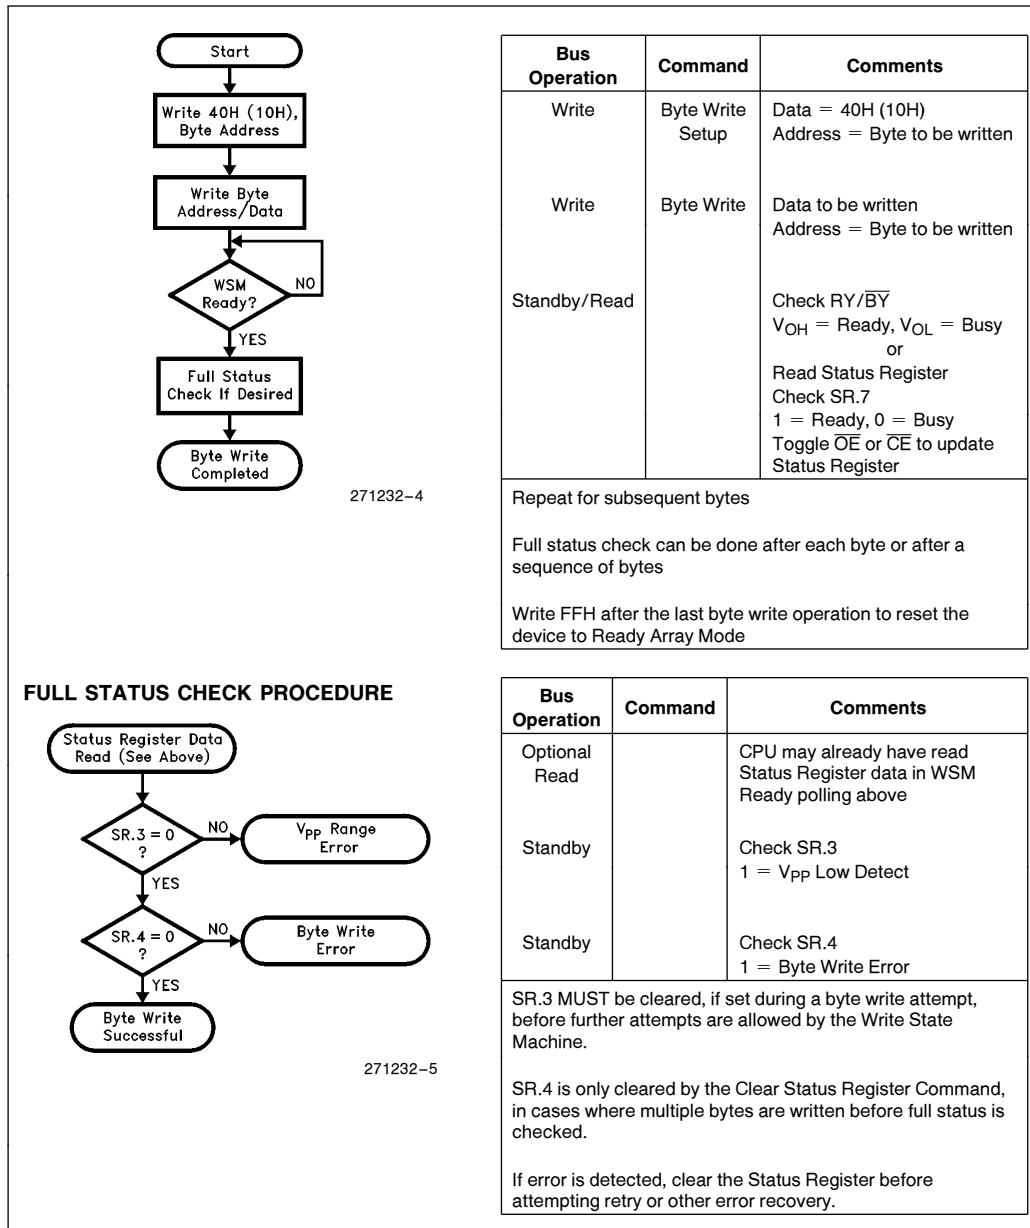 Start
Write 40H (10H),
Byte Address
Write Byte
Address/Data
WSM
Ready?
NO
YES
Full Status
Check If Desired
Byte Write
Completed
271232–4
Bus
Operation
Command
Comments
Write
Byte Write
Setup
Data = 40H (10H)
Address = Byte to be written
Write
Byte Write
Data to be written
Address = Byte to be written
Standby/Read
Check RY/B̅Y̅
VOH = Ready, VOL = Busy
or
Read Status Register
Check SR.7
1 = Ready, 0 = Busy
Toggle O̅E̅ or C̅E̅ to update
Status Register
Repeat for subsequent bytes
Full status check can be done after each byte or after a
sequence of bytes
Write FFH after the last byte write operation to reset the
device to Ready Array Mode
FULL STATUS CHECK PROCEDURE
Status Register Data
Read (See Above)
SR.3 = 0
?
NO
VPP Range
Error
YES
SR.4 = 0
?
NO
Byte Write
Error
YES
Byte Write
Successful
271232–5
Bus
Operation
Command
Comments
Optional
Read
CPU may already have read
Status Register data in WSM
Ready polling above
Standby
Check SR.3
1 = VPP Low Detect
Standby
Check SR.4
1 = Byte Write Error
SR.3 MUST be cleared, if set during a byte write attempt,
before further attempts are allowed by the Write State
Machine.
SR.4 is only cleared by the Clear Status Register Command,
in cases where multiple bytes are written before full status is
checked.
If error is detected, clear the Status Register before
attempting retry or other error recovery.